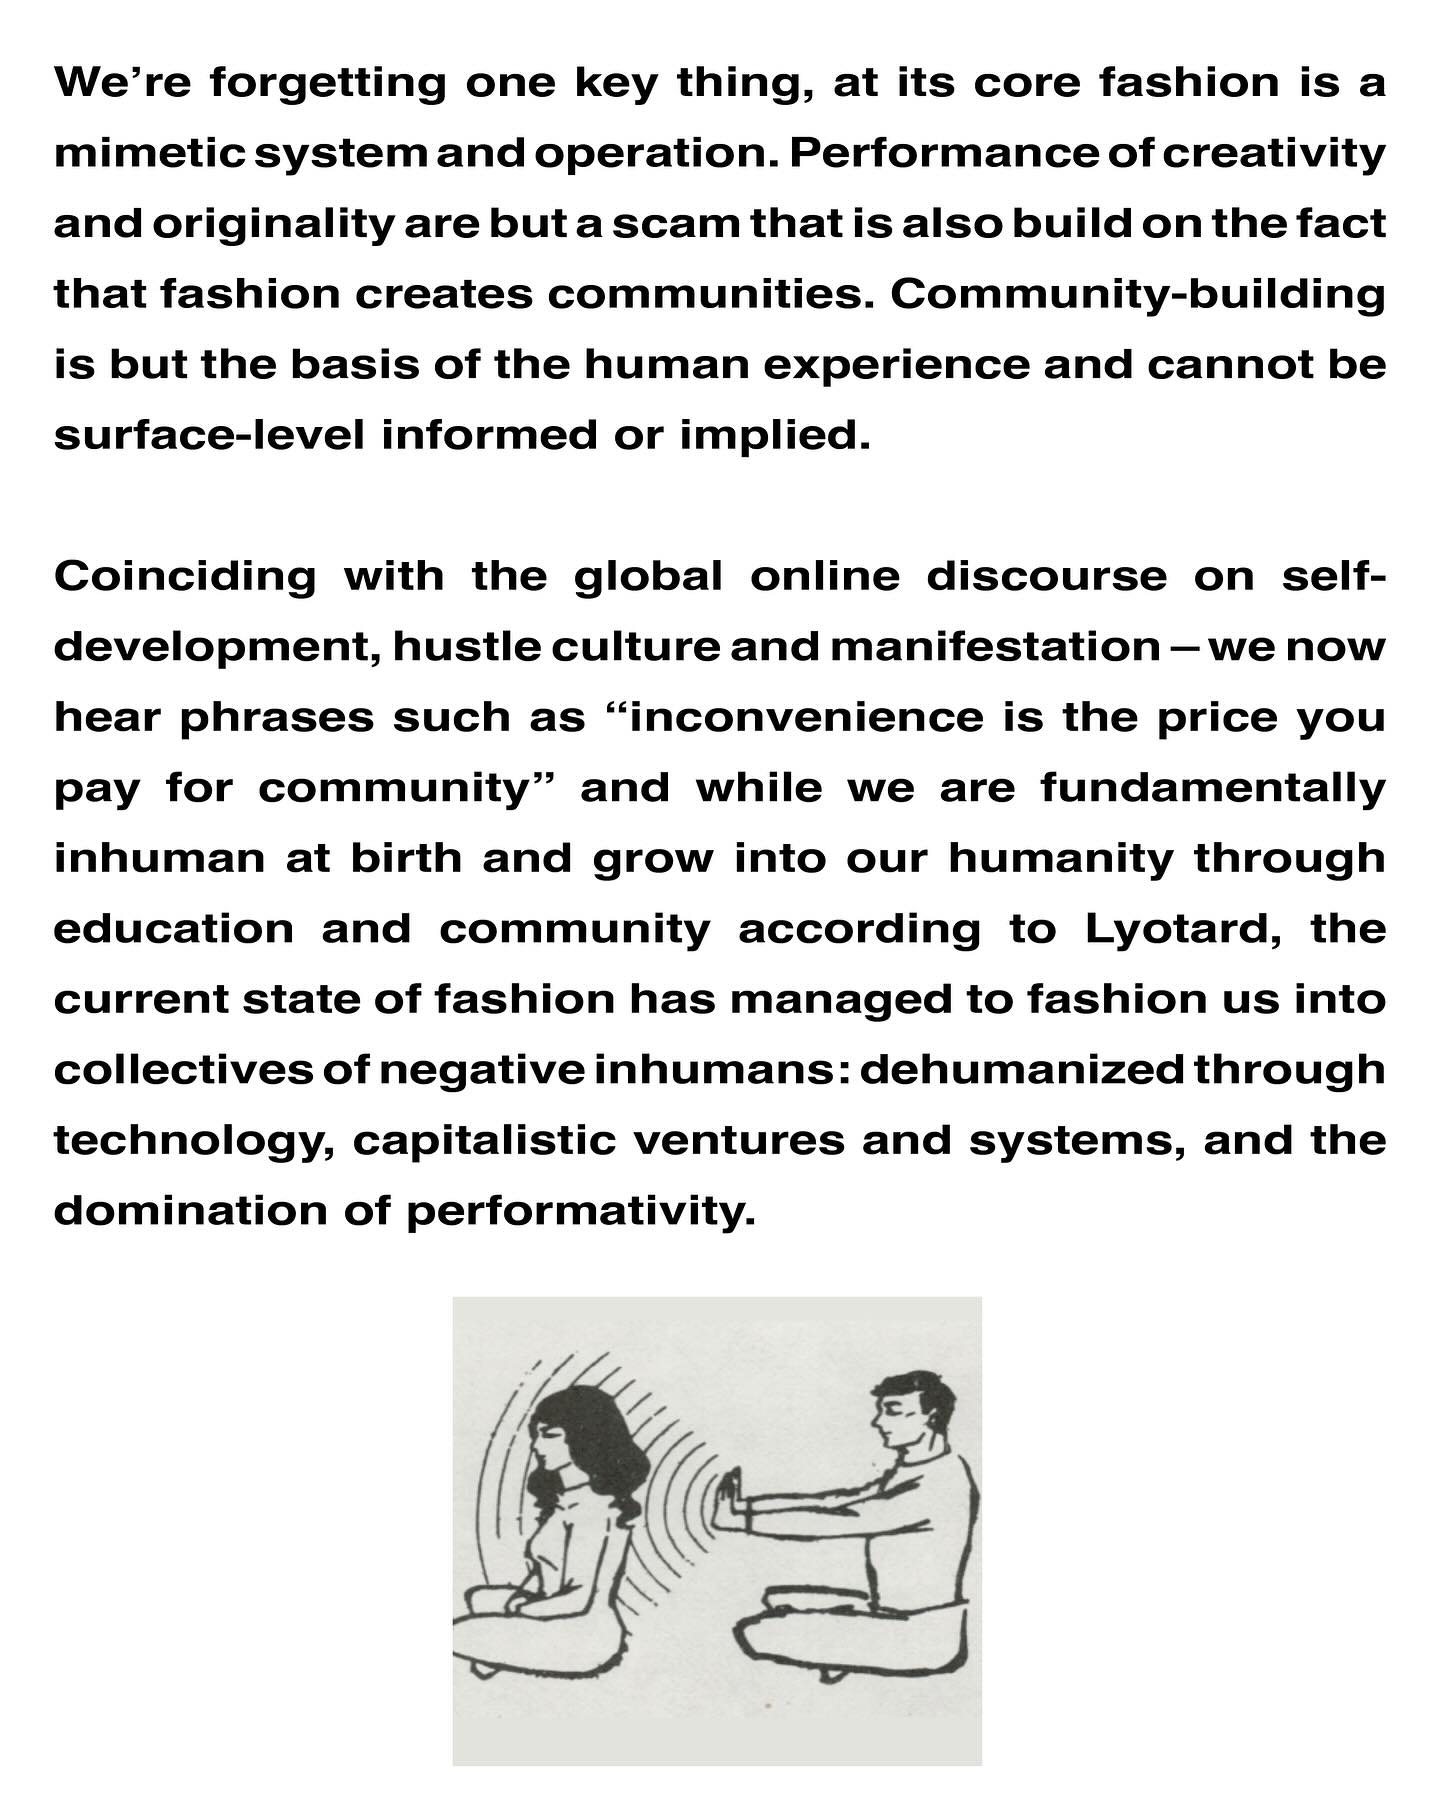 We’re forgetting one key thing, at its core fashion is a
mimetic system and operation. Performance of creativity
and originality are but a scam that is also build on the fact
that fashion creates communities. Community-building
is but the basis of the human experience and cannot be
surface-level informed or implied.
Coinciding with the global online discourse on self-
development, hustle culture and manifestation – we now
hear phrases such as “inconvenience is the price you
pay for community” and while we are fundamentally
inhuman at birth and grow into our humanity through
education and community according to Lyotard, the
current state of fashion has managed to fashion us into
collectives of negative inhumans: dehumanized through
technology, capitalistic ventures and systems, and the
domination of performativity.